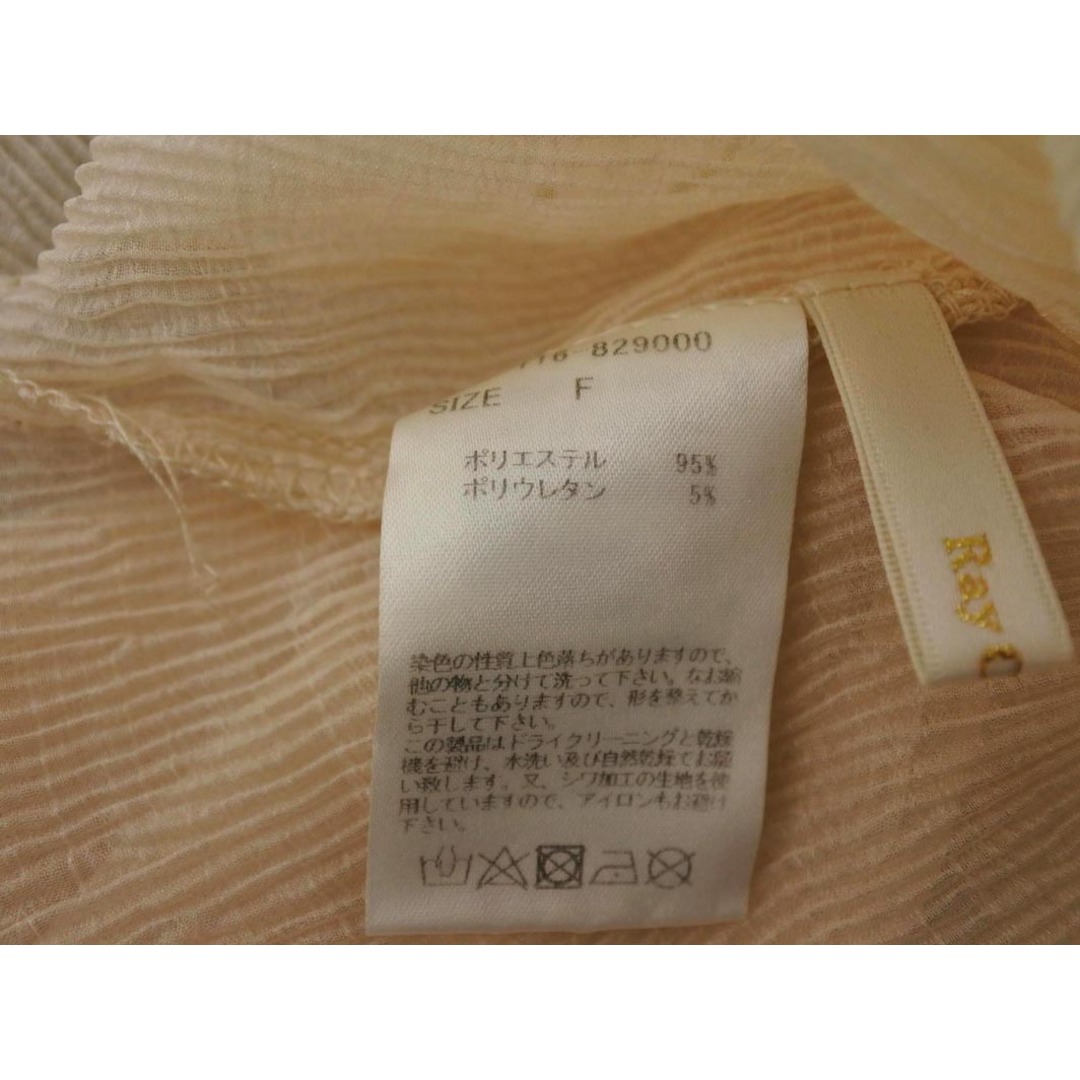 118-829000
SIZE F
ポリエステル 95%
ポリウレタン 5%
染色の性質上色落ちがありますので、
他の物と分けて洗って下さい。なお縮
むこともありますので、形を整えてか
ら干して下さい。
この製品はドライクリーニングと乾燥
機を避け、水洗い及び自然乾燥でお願
い致します。又、シワ加工の生地を使
用していますので、アイロンもお避け
下さい。
Ray